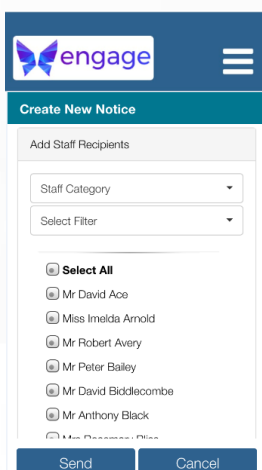 engage
Create New Notice
Add Staff Recipients
Staff Category
Select Filter
Select All
Mr David Ace
Miss Imelda Arnold
Mr Robert Avery
Mr Peter Bailey
Mr David Biddlecombe
Mr Anthony Black
Send Cancel